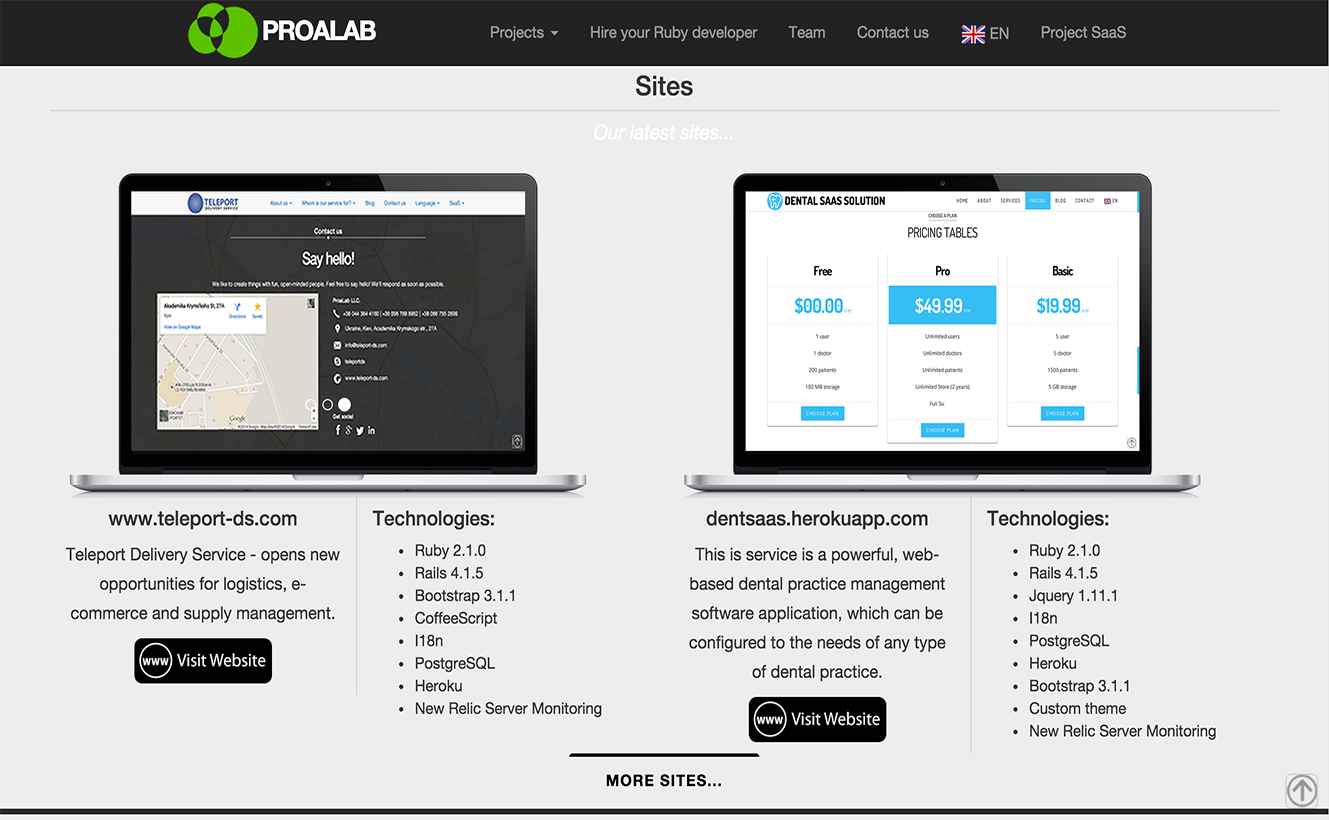 PROALAB
Projects
Hire your Ruby developer
Team
Contact us
EN
Project SaaS
Sites
Our latest sites...
TELEPORT
DELIVERY SERVICE
About us
Whom is our service for?
Blog
Contact us
Language
SaaS
Contact us
Say hello!
We like to create things with fun, open-minded people. Feel free to say hello! We'll respond as soon as possible.
Akademika Krymskoho St, 27A
Kyiv
Directions
Saved
View on Google Maps
Google
ProaLab LLC.
Ukraine, Kiev, Academika Krymskogo str., 27A
info@teleport-ds.com
teleportds
www.teleport-ds.com
Get social
DENTAL SAAS SOLUTION
HOME
ABOUT
SERVICES
PRICING
BLOG
CONTACT
EN
CHOOSE A PLAN
PRICING TABLES
Free
Pro
Basic
$00.00
$49.99
$19.99
1 user
1 doctor
200 patients
100 MB storage
CHOOSE PLAN
Unlimited users
Unlimited doctors
Unlimited patients
Unlimited Store (2 years)
Full Su
CHOOSE PLAN
5 user
5 doctor
1500 patients
5 GB storage
CHOOSE PLAN
www.teleport-ds.com
Teleport Delivery Service - opens new
opportunities for logistics, e-
commerce and supply management.
www Visit Website
Technologies:
• Ruby 2.1.0
• Rails 4.1.5
• Bootstrap 3.1.1
• CoffeeScript
• I18n
• PostgreSQL
• Heroku
• New Relic Server Monitoring
dentsaas.herokuapp.com
This is service is a powerful, web-
based dental practice management
software application, which can be
configured to the needs of any type
of dental practice.
www Visit Website
Technologies:
• Ruby 2.1.0
• Rails 4.1.5
• Jquery 1.11.1
• I18n
• PostgreSQL
• Heroku
• Bootstrap 3.1.1
• Custom theme
• New Relic Server Monitoring
MORE SITES...